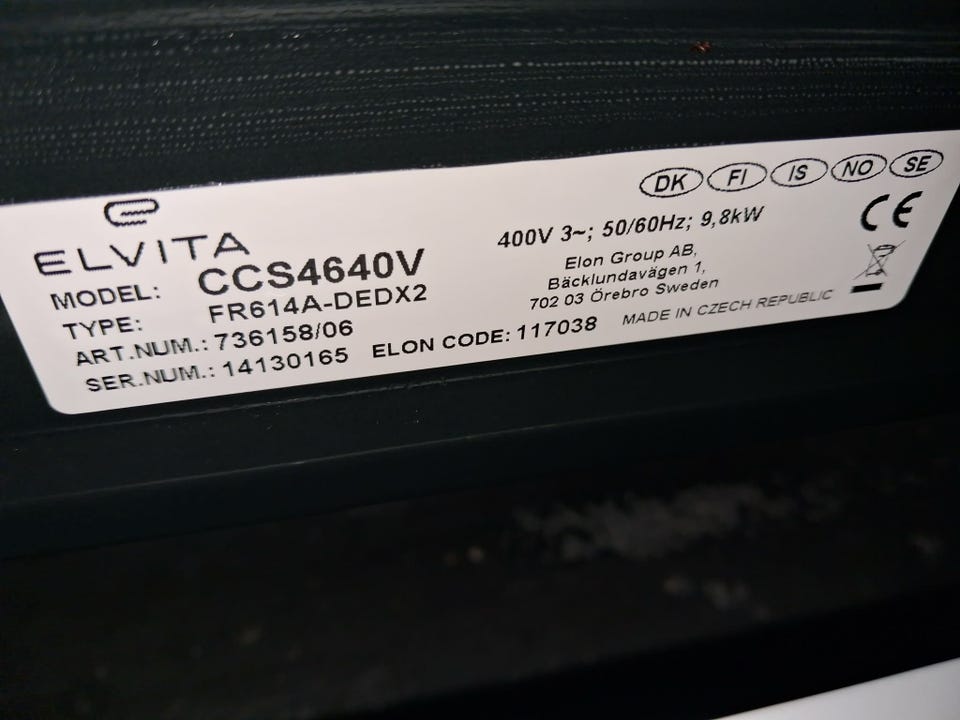 ELVITA
MODEL: CCS4640V
TYPE: FR614A-DEDX2
ART.NUM.: 736158/06
SER.NUM.: 14130165 ELON CODE: 117038
DK FI IS NO SE
400V 3~; 50/60Hz; 9,8kW
CE
Elon Group AB,
Bäcklundavägen 1,
702 03 Örebro Sweden
MADE IN CZECH REPUBLIC